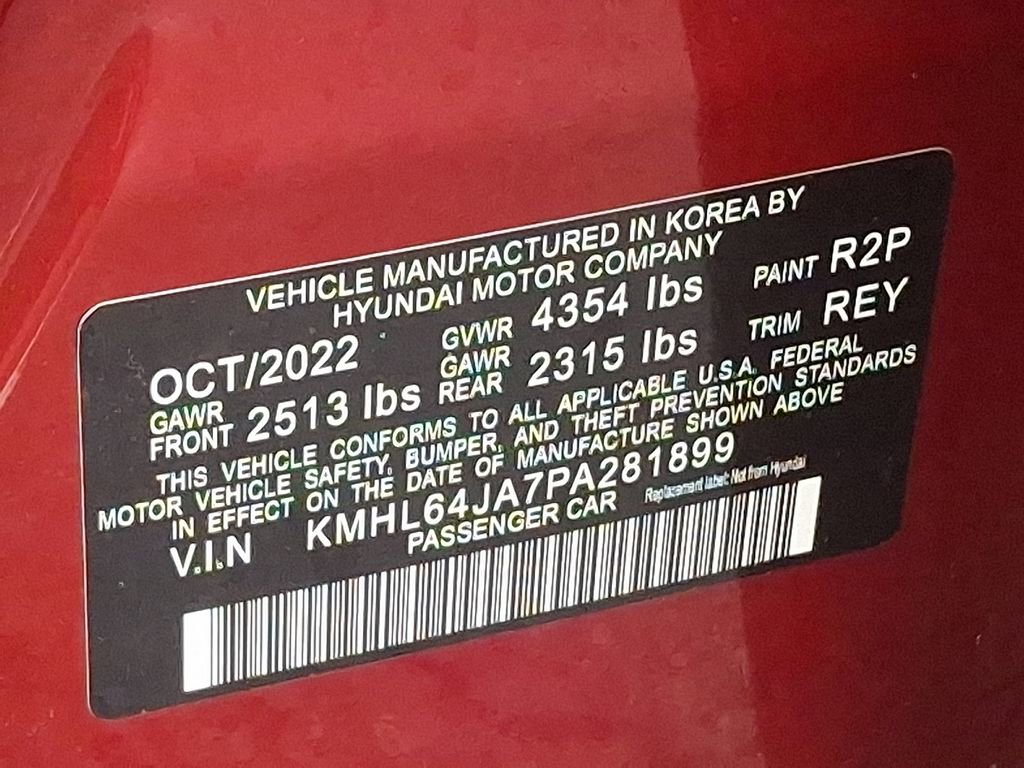 VEHICLE MANUFACTURED IN KOREA BY
HYUNDAI MOTOR COMPANY
OCT/2022 GVWR 4354 lbs PAINT R2P
GAWR FRONT 2513 lbs GAWR REAR 2315 lbs TRIM REY
THIS VEHICLE CONFORMS TO ALL APPLICABLE U.S.A. FEDERAL
MOTOR VEHICLE SAFETY, BUMPER, AND THEFT PREVENTION STANDARDS
IN EFFECT ON THE DATE OF MANUFACTURE SHOWN ABOVE
V.I.N KMHL64JA7PA281899
PASSENGER CAR Replacement label: Not from Hyundai